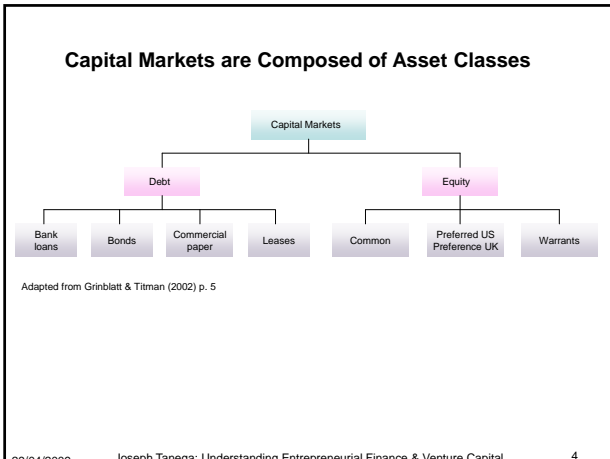 Capital Markets are Composed of Asset Classes
Capital Markets
Debt
Equity
Bank
loans
Bonds
Commercial
paper
Leases
Common
Preferred US
Preference UK
Warrants
Adapted from Grinblatt & Titman (2002) p. 5
Joseph Tanega: Understanding Entrepreneurial Finance & Venture Capital
4